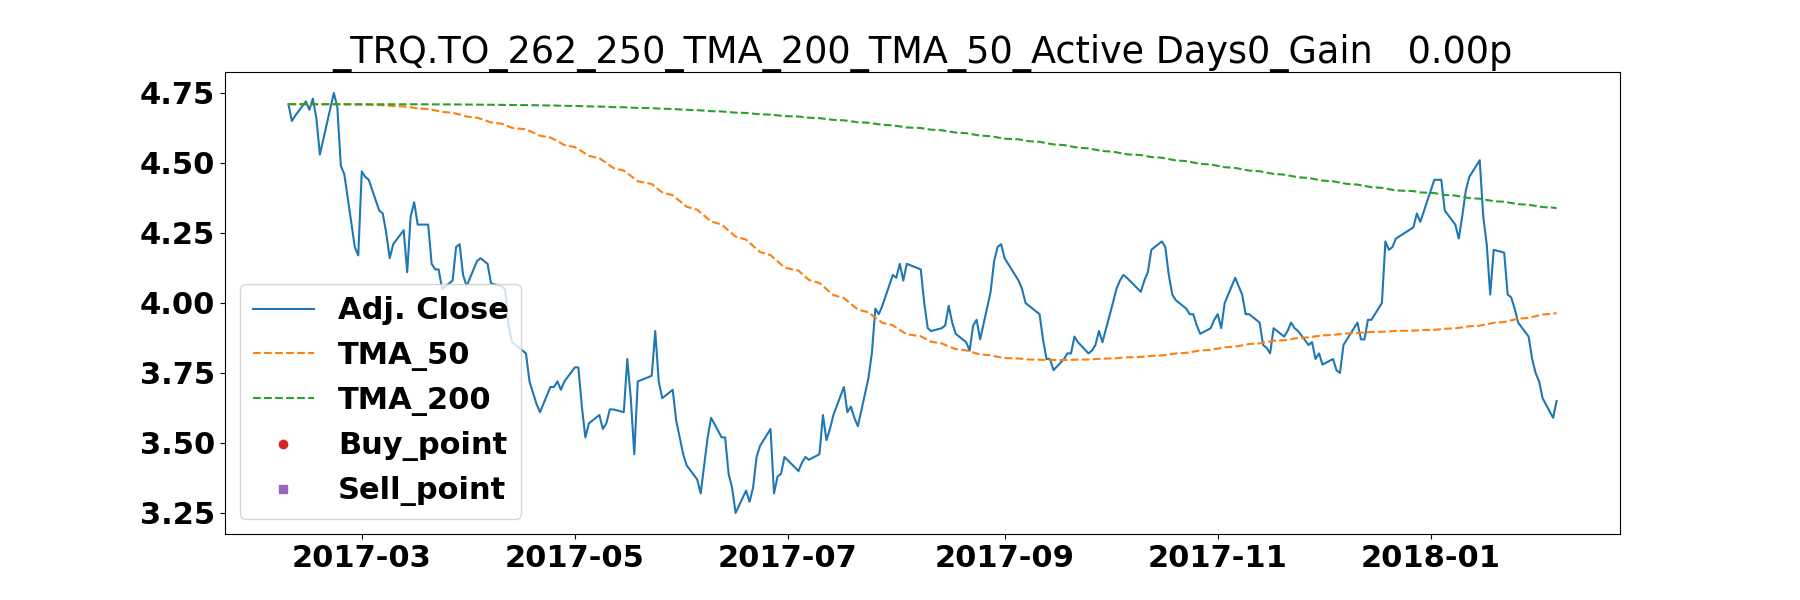 _TRQ.TO_262_250_TMA_200_TMA_50_Active Days0_Gain   0.00p
4.75
4.50
4.25
4.00
3.75
3.50
3.25
Adj. Close
TMA_50
TMA_200
Buy_point
Sell_point
2017-03 2017-05 2017-07 2017-09 2017-11 2018-01